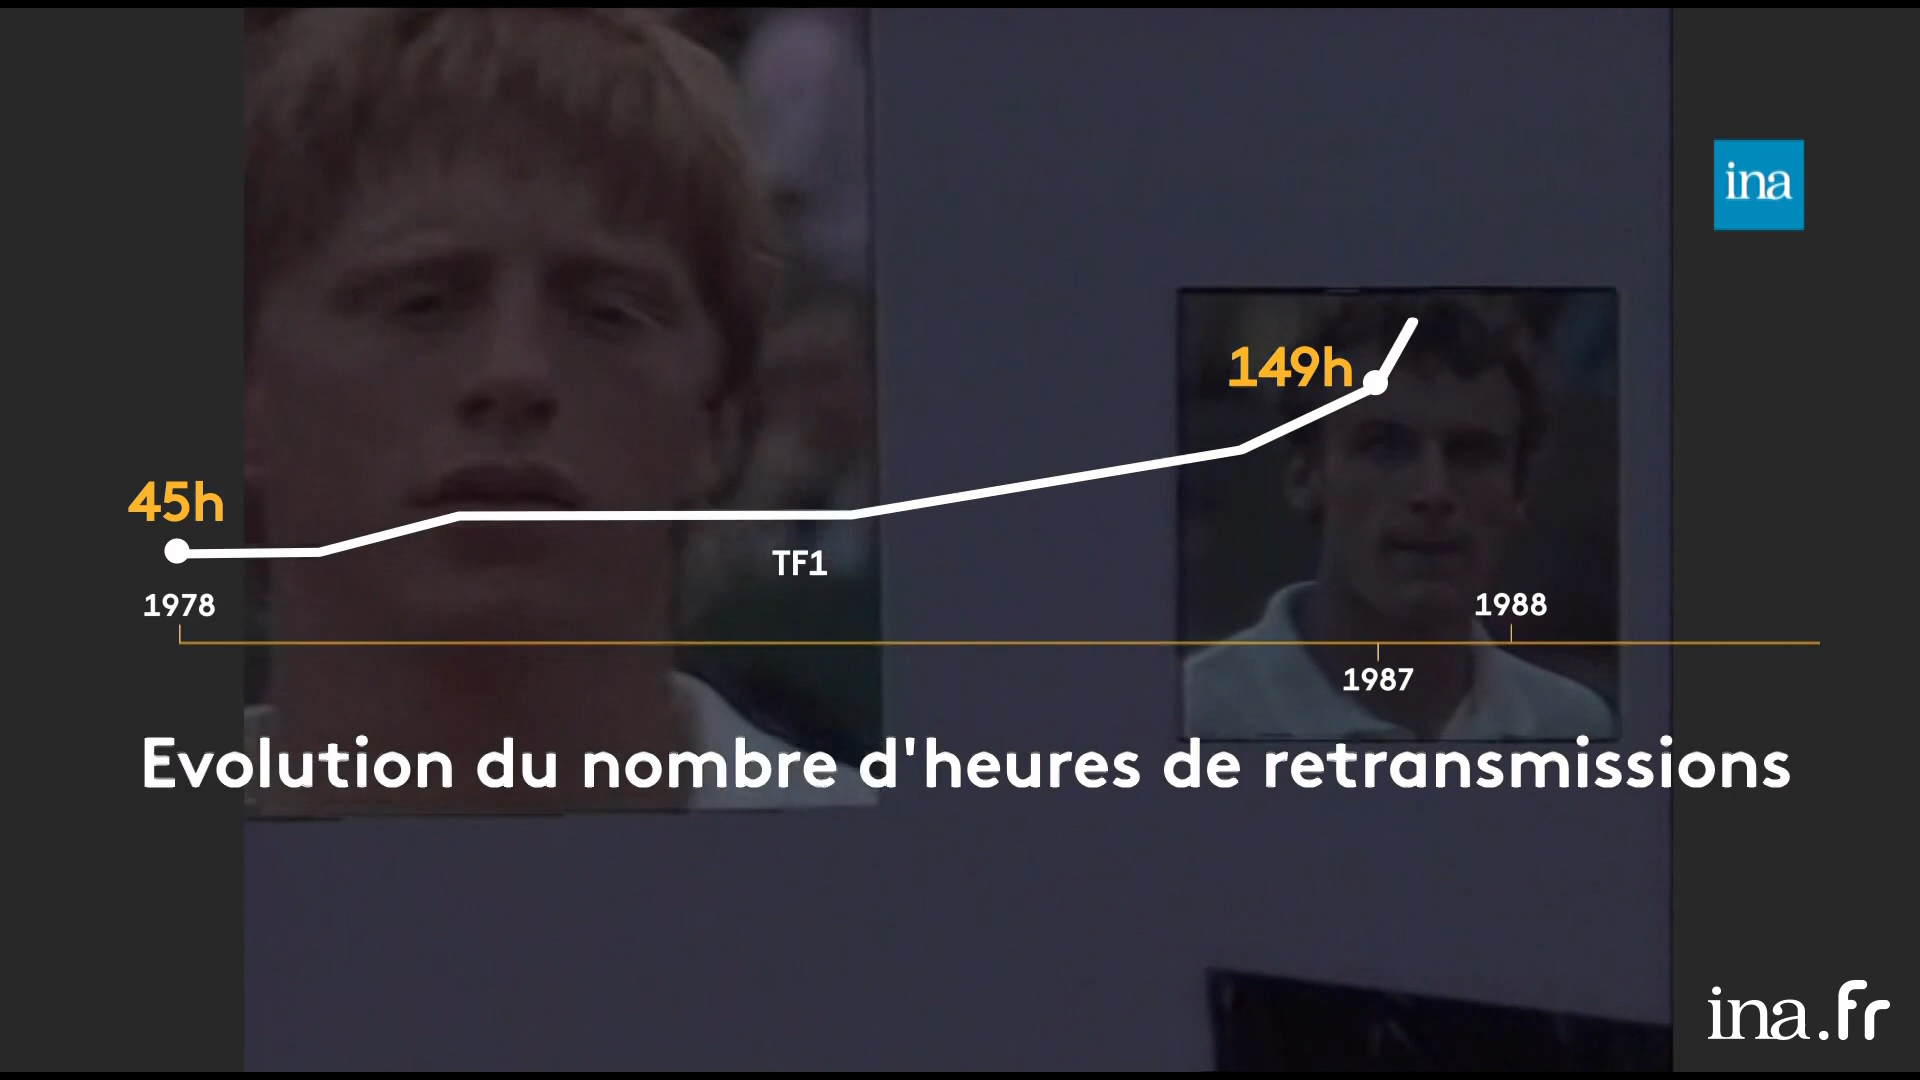 ina
149h
45h
TF1
1978
1988
1987
Evolution du nombre d'heures de retransmissions
ina.fr